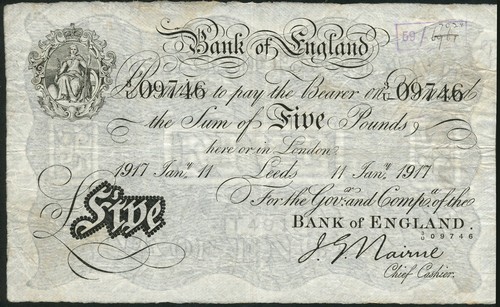 Bank of England
59
I Promise to pay the Bearer on Demand
09746 09746
the Sum of Five Pounds
here or in London
1917 Janʸ 11 Leeds 11 Janʸ 1917
For the Govʳ and Compᵃ of the
Five
BANK OF ENGLAND.
09746
J. G. Nairne
Chief Cashier.